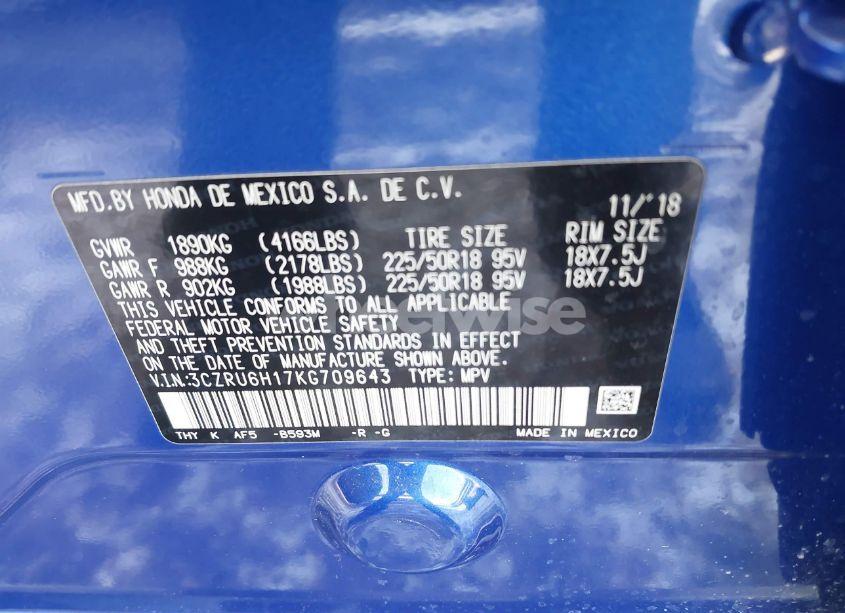 MFD.BY HONDA DE MEXICO S.A. DE C.V. 11/'18
GVWR 1890KG (4166LBS) TIRE SIZE RIM SIZE
GAWR F 988KG (2178LBS) 225/50R18 95V 18X7.5J
GAWR R 902KG (1988LBS) 225/50R18 95V 18X7.5J
THIS VEHICLE CONFORMS TO ALL APPLICABLE
FEDERAL MOTOR VEHICLE SAFETY
AND THEFT PREVENTION STANDARDS IN EFFECT
ON THE DATE OF MANUFACTURE SHOWN ABOVE.
V.I.N:3CZRU6H17KG709643 TYPE: MPV
THY K AF5 -B593M -R -G MADE IN MEXICO